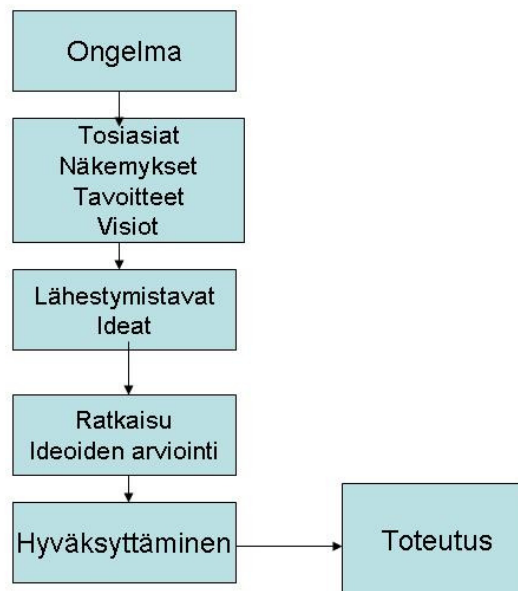 Ongelma
Tosiasiat
Näkemykset
Tavoitteet
Visiot
Lähestymistavat
Ideat
Ratkaisu
Ideoiden arviointi
Hyväksyttäminen
Toteutus